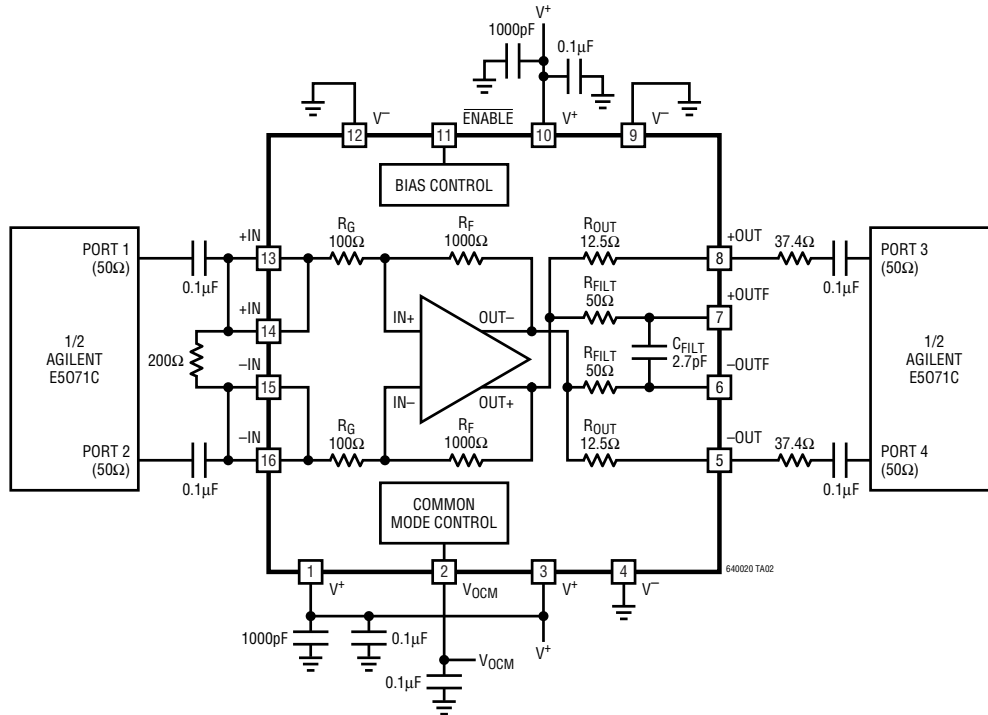 V+
1000pF
0.1µF
V–
ENABLE
V+
V–
12
11
10
9
BIAS CONTROL
PORT 1
(50Ω)
0.1µF
+IN
13
RG
100Ω
RF
1000Ω
ROUT
12.5Ω
+OUT
8
37.4Ω
0.1µF
PORT 3
(50Ω)
+IN
14
IN+
OUT–
RFILT
50Ω
+OUTF
7
1/2
AGILENT
E5O71C
200Ω
CFILT
2.7pF
1/2
AGILENT
E5O71C
–IN
15
RFILT
50Ω
6
–OUTF
IN–
OUT+
PORT 2
(50Ω)
0.1µF
–IN
16
RG
100Ω
RF
1000Ω
ROUT
12.5Ω
–OUT
5
37.4Ω
0.1µF
PORT 4
(50Ω)
COMMON
MODE CONTROL
1
2
3
4
640020 TA02
V+
VOCM
V+
V–
1000pF
0.1µF
V+
0.1µF
VOCM